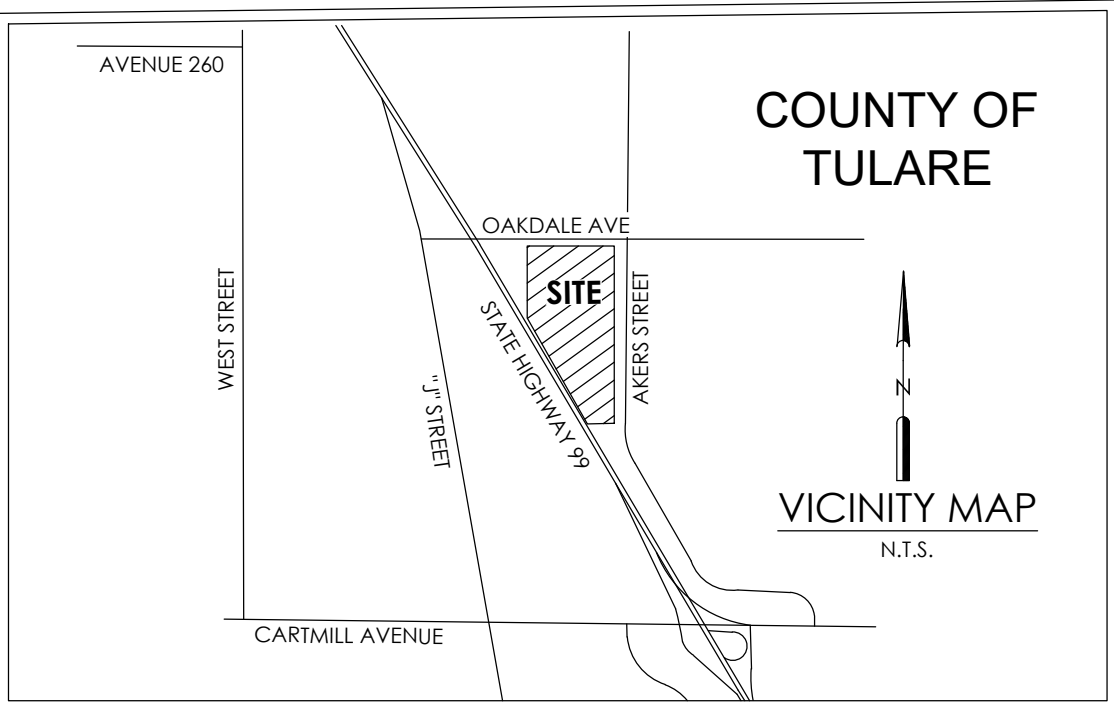 AVENUE 260
COUNTY OF
TULARE
OAKDALE AVE
SITE
WEST STREET
"J" STREET
STATE HIGHWAY 99
AKERS STREET
N
VICINITY MAP
N.T.S.
CARTMILL AVENUE